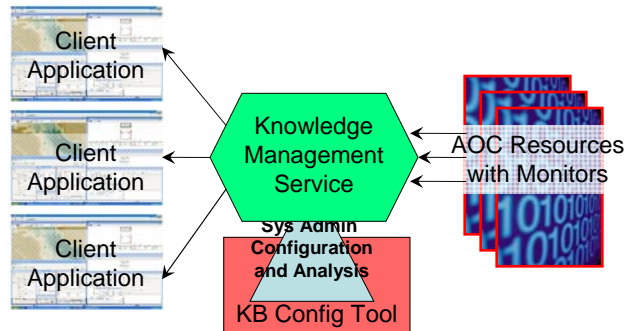 Client
Application
Client
Application
Client
Application
Knowledge
Management
Service
AOC Resources
with Monitors
Sys Admin
Configuration
and Analysis
KB Config Tool